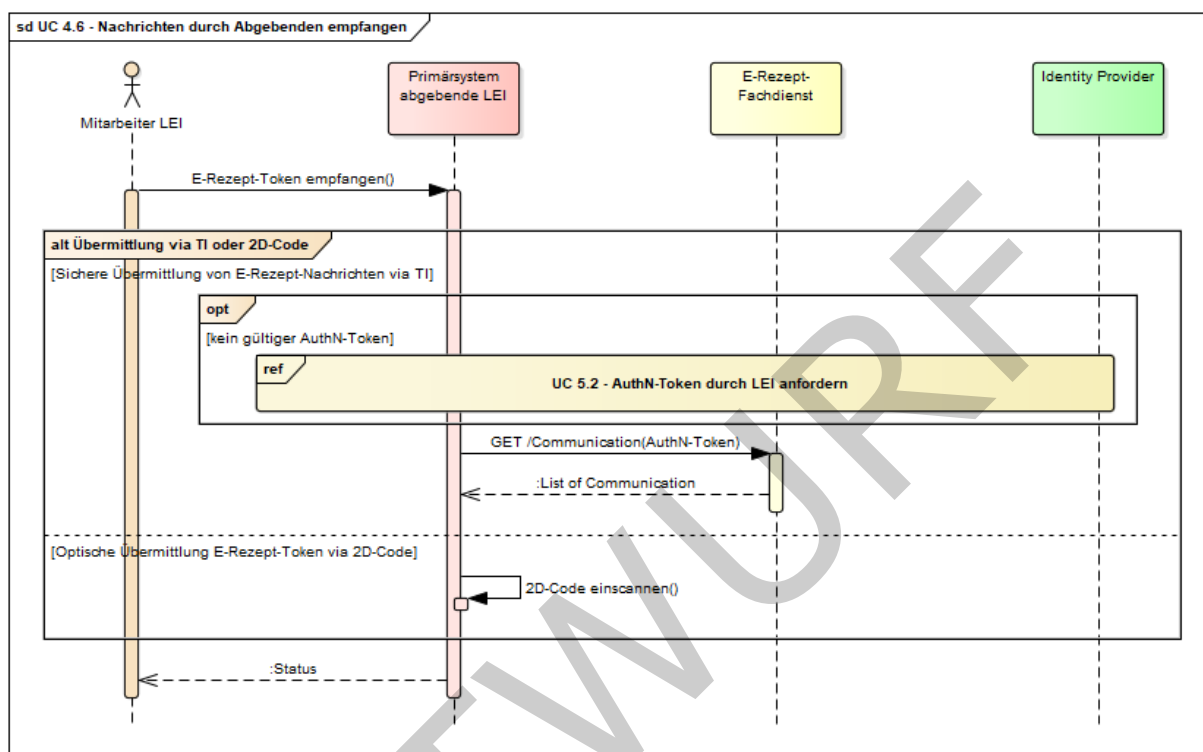 sd UC 4.6 - Nachrichten durch Abgebenden empfangen
Mitarbeiter LEI
Primärsystem
abgebende LEI
E-Rezept-
Fachdienst
Identity Provider
E-Rezept-Token empfangen()
alt Übermittlung via TI oder 2D-Code
[Sichere Übermittlung von E-Rezept-Nachrichten via TI]
opt
[kein gültiger AuthN-Token]
ref
UC 5.2 - AuthN-Token durch LEI anfordern
GET /Communication(AuthN-Token)
:List of Communication
[Optische Übermittlung E-Rezept-Token via 2D-Code]
2D-Code einscannen()
:Status
TWURF